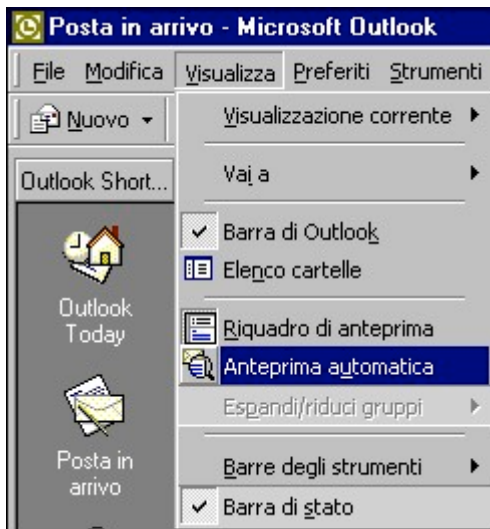 Posta in arrivo - Microsoft Outlook
File Modifica Visualizza Preferiti Strumenti
Nuovo
Visualizzazione corrente
Outlook Short...
Vai a
Barra di Outlook
Elenco cartelle
Outlook
Today
Riquadro di anteprima
Anteprima automatica
Espandi/riduci gruppi
Posta in
arrivo
Barre degli strumenti
Barra di stato